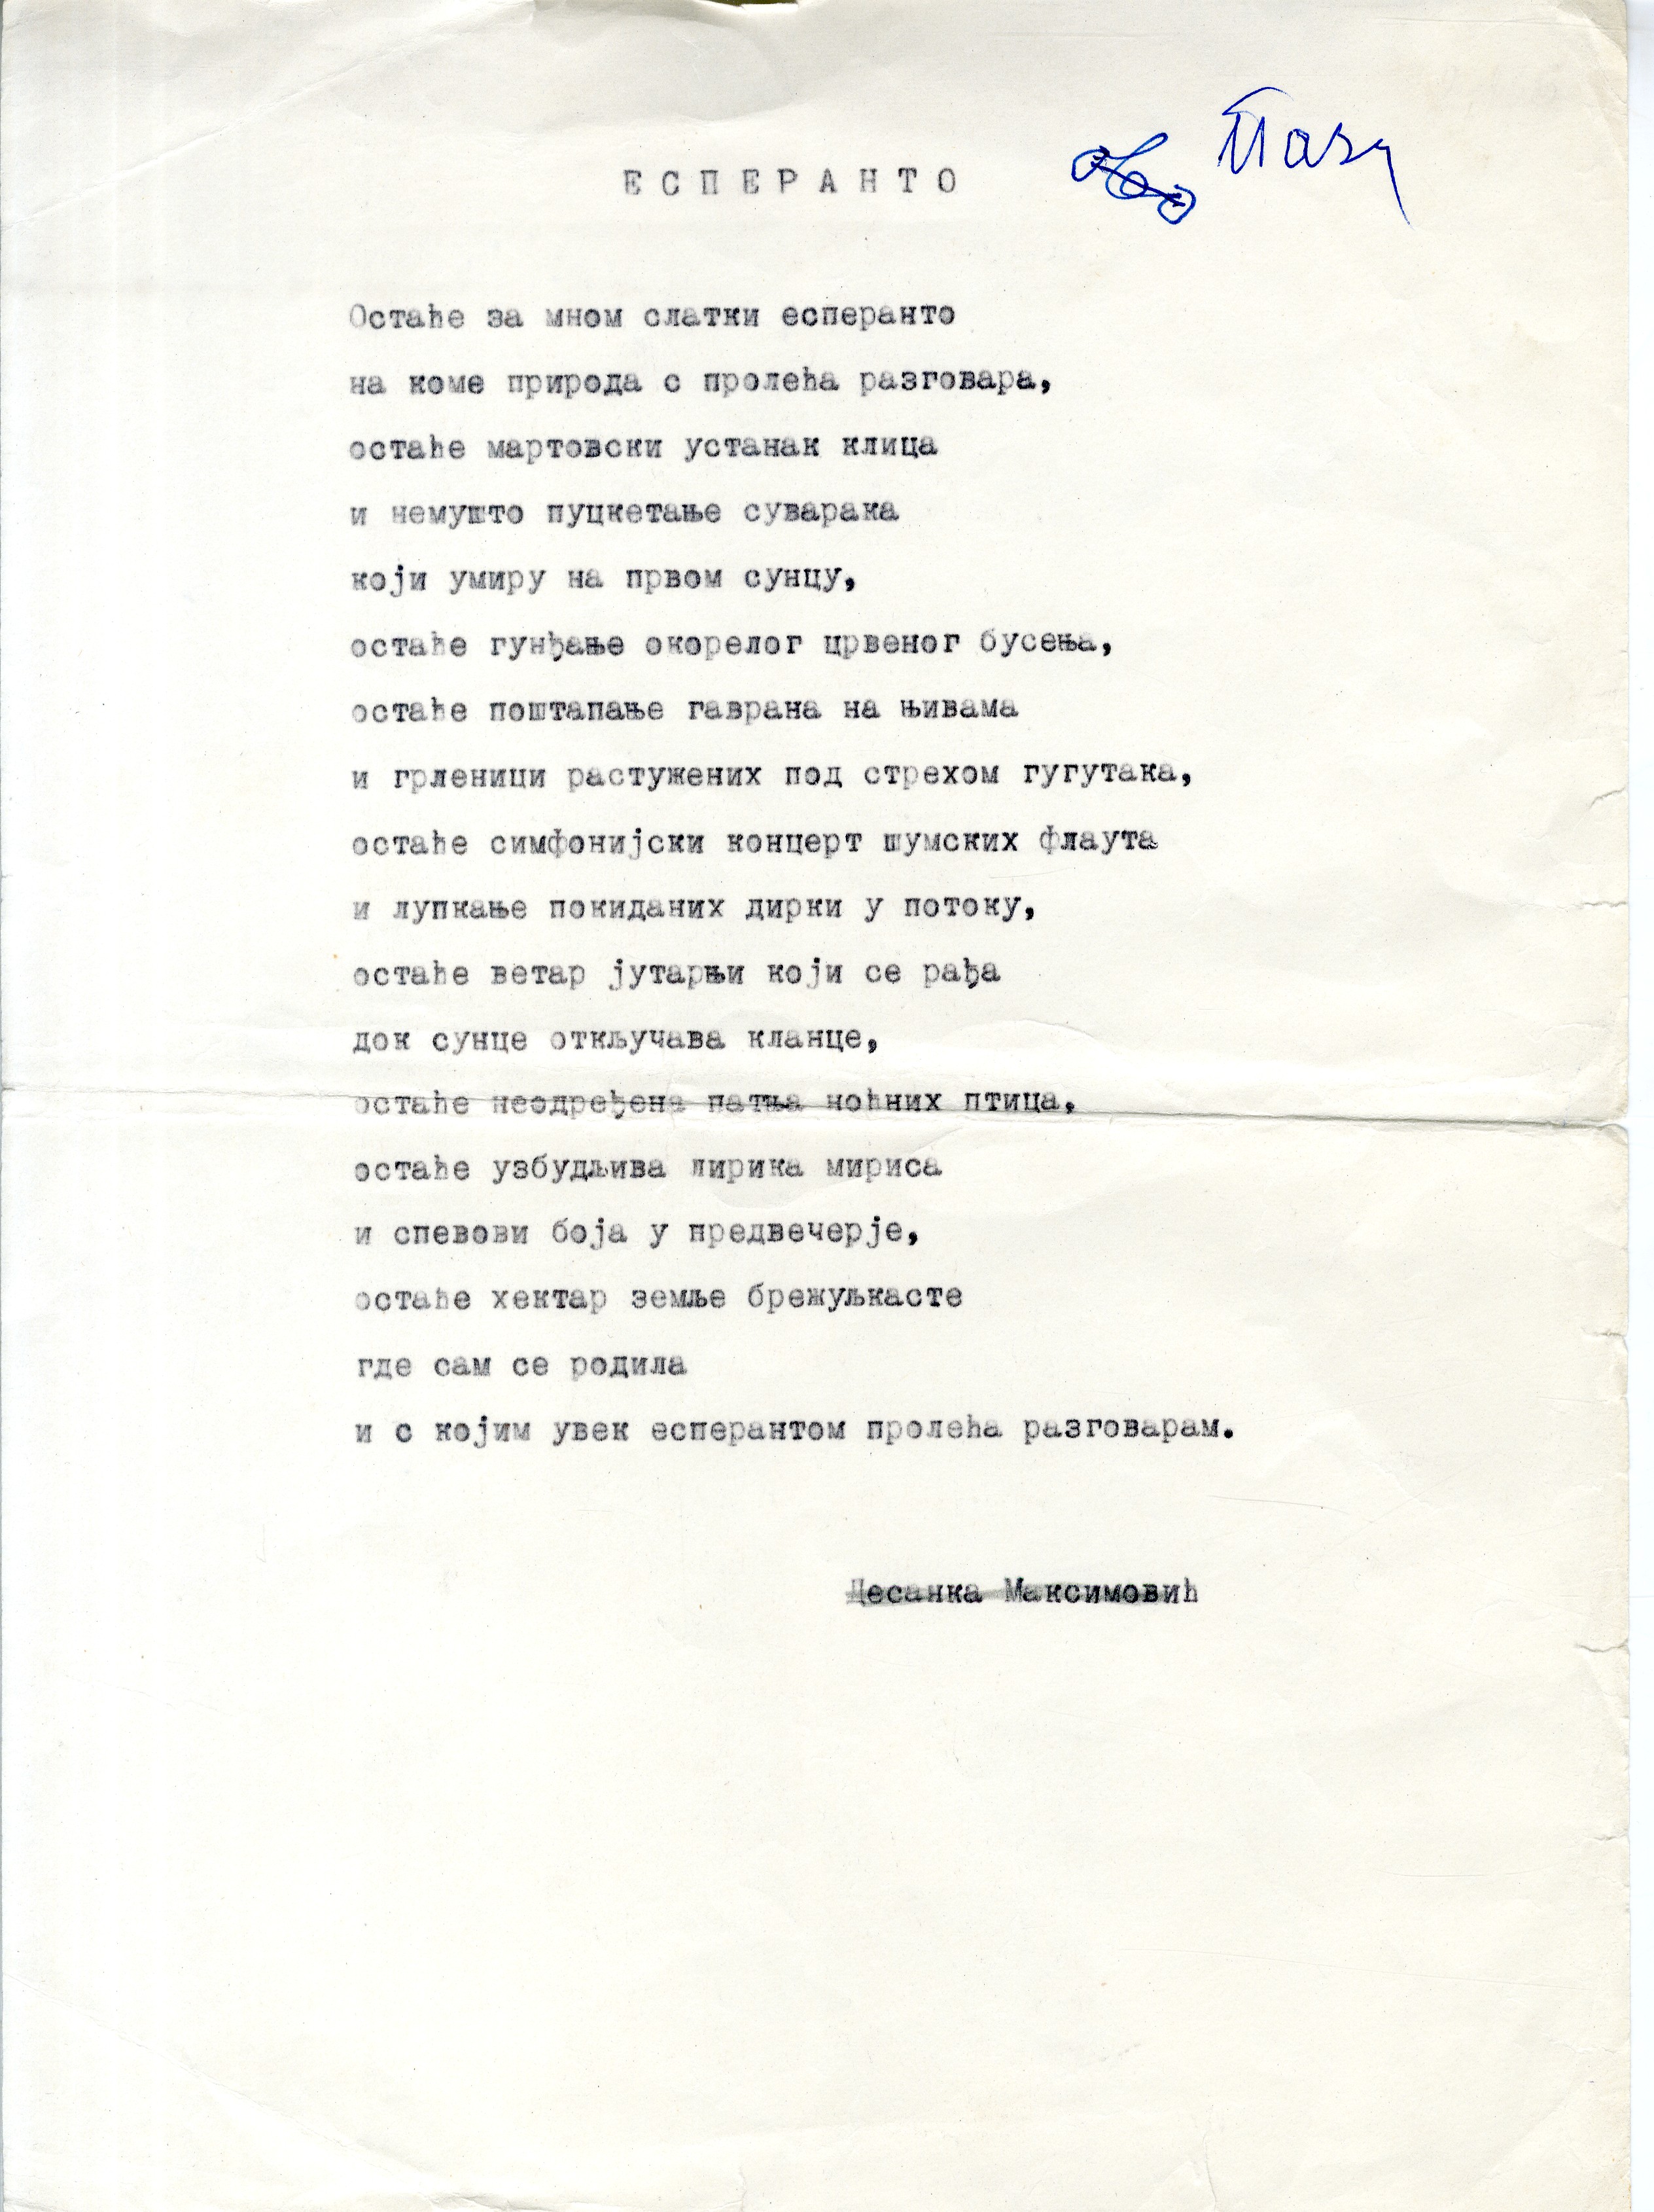 Е С П Е Р А Н Т О
Пази
Остаће за мном слатки есперанто
на коме природа с пролећа разговара,
остаће мартовски устанак клица
и немушто пуцкетање суварака
који умиру на првом сунцу,
остаће гунђање окорелог црвеног бусења,
остаће поштапање гаврана на њивама
и грленици растужених под стрехом гугутака,
остаће симфонијски концерт шумских флаута
и лупкање покиданих дирки у потоку,
остаће ветар јутарњи који се рађа
док сунце откључава кланце,
остаће неодређена патња ноћних птица,
остаће узбудљива лирика мириса
и спевови боја у предвечерје,
остаће хектар земље брежуљкасте
где сам се родила
и с којим увек есперантом пролећа разговарам.
Десанка Максимовић